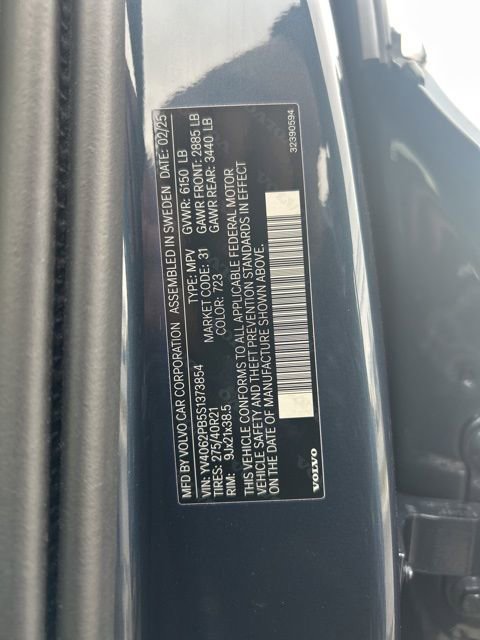 MFD BY VOLVO CAR CORPORATION ASSEMBLED IN SWEDEN DATE: 02/25
VIN: YV4062PB5S1373854 TYPE: MPV GVWR: 6150 LB
TIRES: 275/40R21 MARKET CODE: 31 GAWR FRONT: 2885 LB
RIM: 9Jx21x38.5 COLOR: 723 GAWR REAR: 3440 LB
THIS VEHICLE CONFORMS TO ALL APPLICABLE FEDERAL MOTOR
VEHICLE SAFETY AND THEFT PREVENTION STANDARDS IN EFFECT
ON THE DATE OF MANUFACTURE SHOWN ABOVE.
VOLVO
32390594